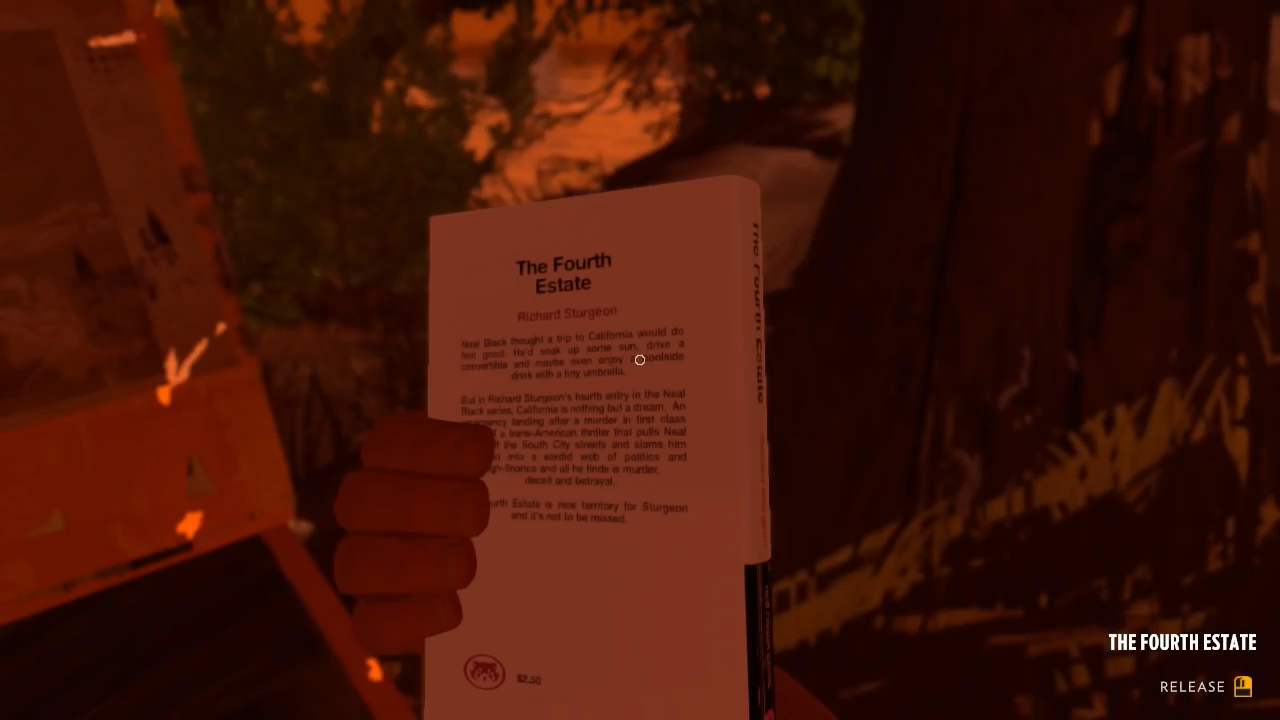 The Fourth
Estate
Richard Sturgeon
Neal Black thought a trip to California would do
him good. He'd soak up some sun, drive a
convertible and maybe even enjoy poolside
drink with a tiny umbrella.
But in Richard Sturgeon's fourth entry in the Neal
Black series, California is nothing but a dream. An
landing after a murder in first class
a trans-American thriller that pulls Neal
the South City streets and slams him
into a sordid web of politics and
gh-finance and all he finds is murder,
deceit and betrayal.
urth Estate is new territory for Sturgeon
and it's not to be missed.
$2.50
The Fourth Estate
THE FOURTH ESTATE
RELEASE